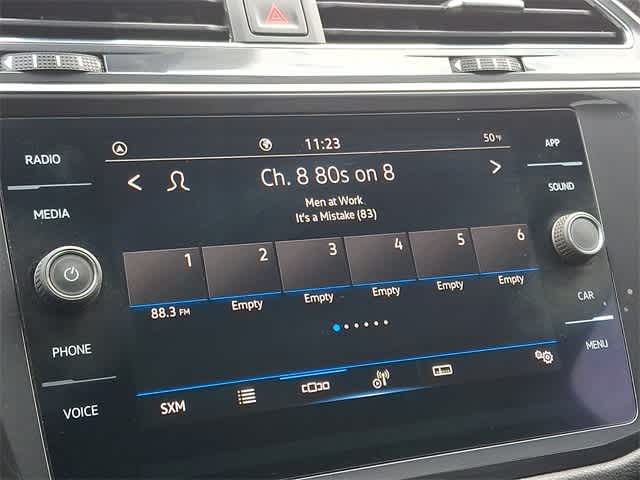 11:23
50°F
RADIO
APP
Ch. 8 80s on 8
MEDIA
SOUND
Men at Work
It's a Mistake (83)
1 2 3 4 5 6
88.3 FM Empty Empty Empty Empty Empty
PHONE
CAR
MENU
VOICE
SXM